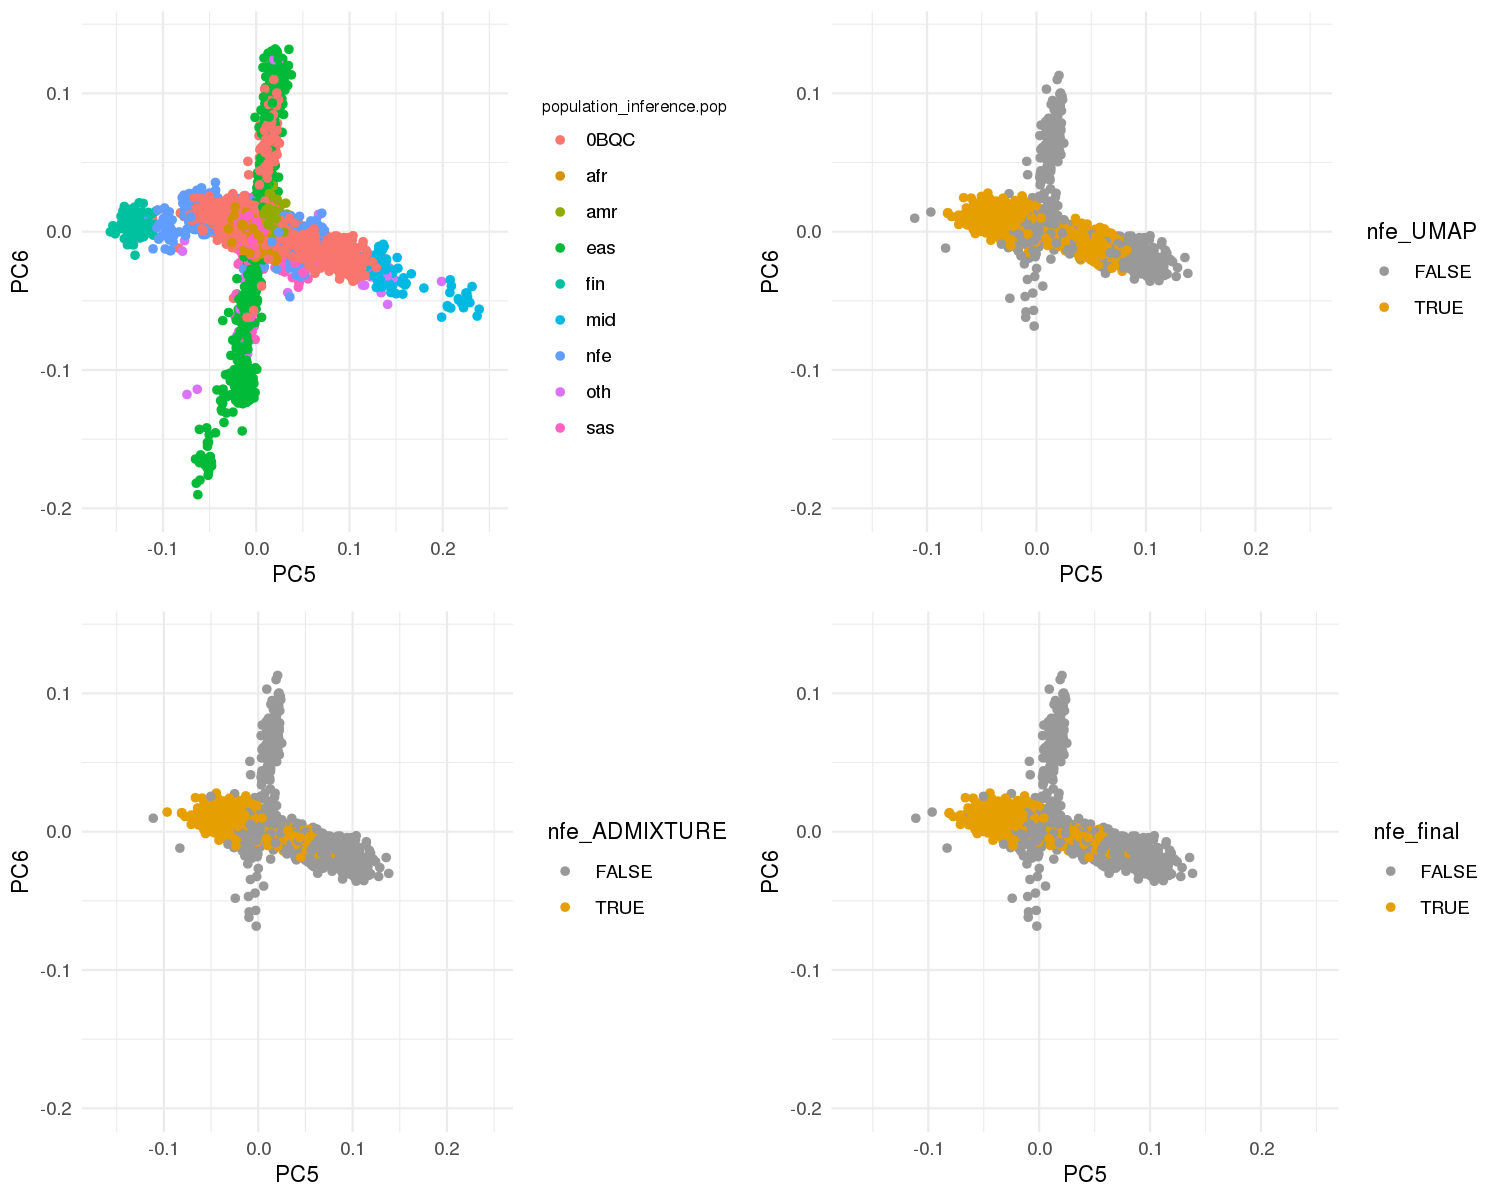 0.1
0.0
-0.1
-0.2
PC6
-0.1
0.0
0.1
0.2
PC5
population_inference.pop
0BQC
afr
amr
eas
fin
mid
nfe
oth
sas
0.1
0.0
-0.1
-0.2
PC6
-0.1
0.0
0.1
0.2
PC5
nfe_UMAP
FALSE
TRUE
0.1
0.0
-0.1
-0.2
PC6
-0.1
0.0
0.1
0.2
PC5
nfe_ADMIXTURE
FALSE
TRUE
0.1
0.0
-0.1
-0.2
PC6
-0.1
0.0
0.1
0.2
PC5
nfe_final
FALSE
TRUE